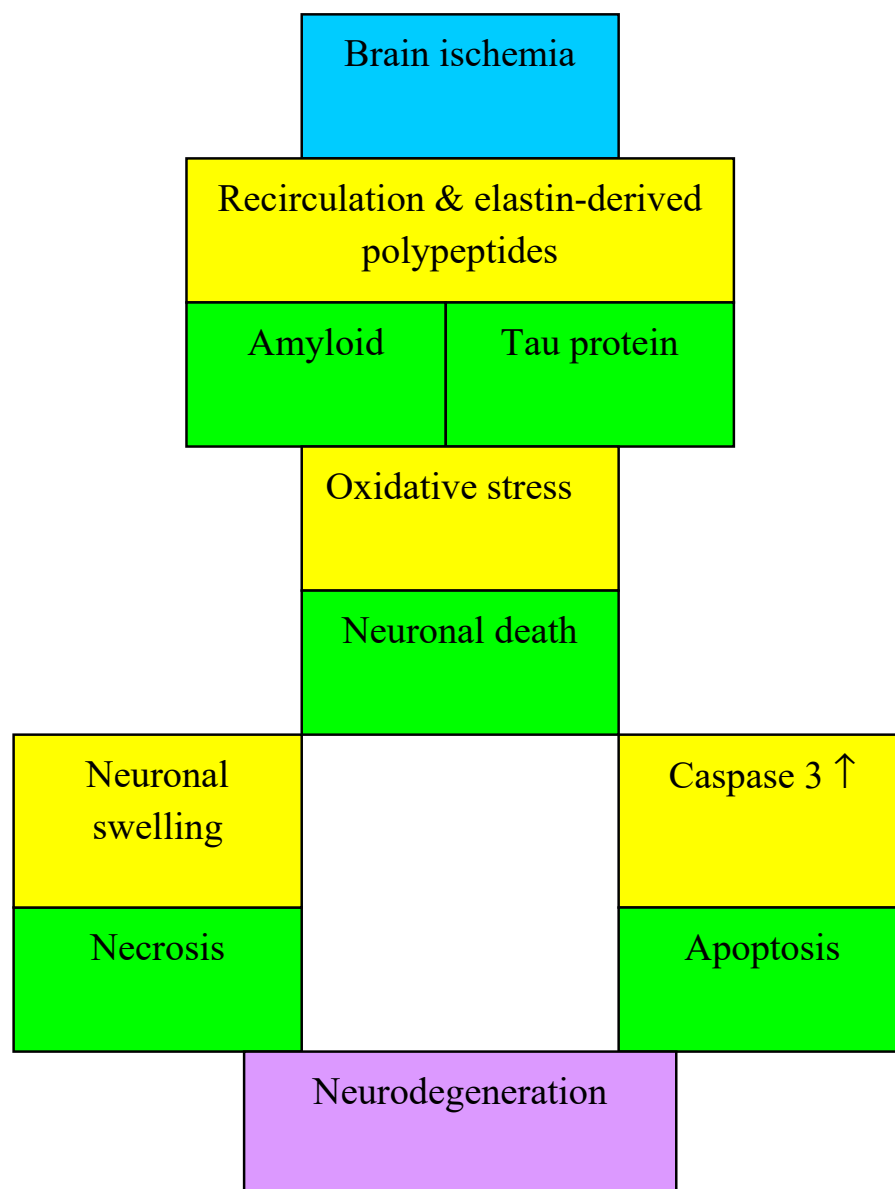 Brain ischemia
Recirculation & elastin-derived
polypeptides
Amyloid
Tau protein
Oxidative stress
Neuronal death
Neuronal
swelling
Caspase 3 ↑
Necrosis
Apoptosis
Neurodegeneration